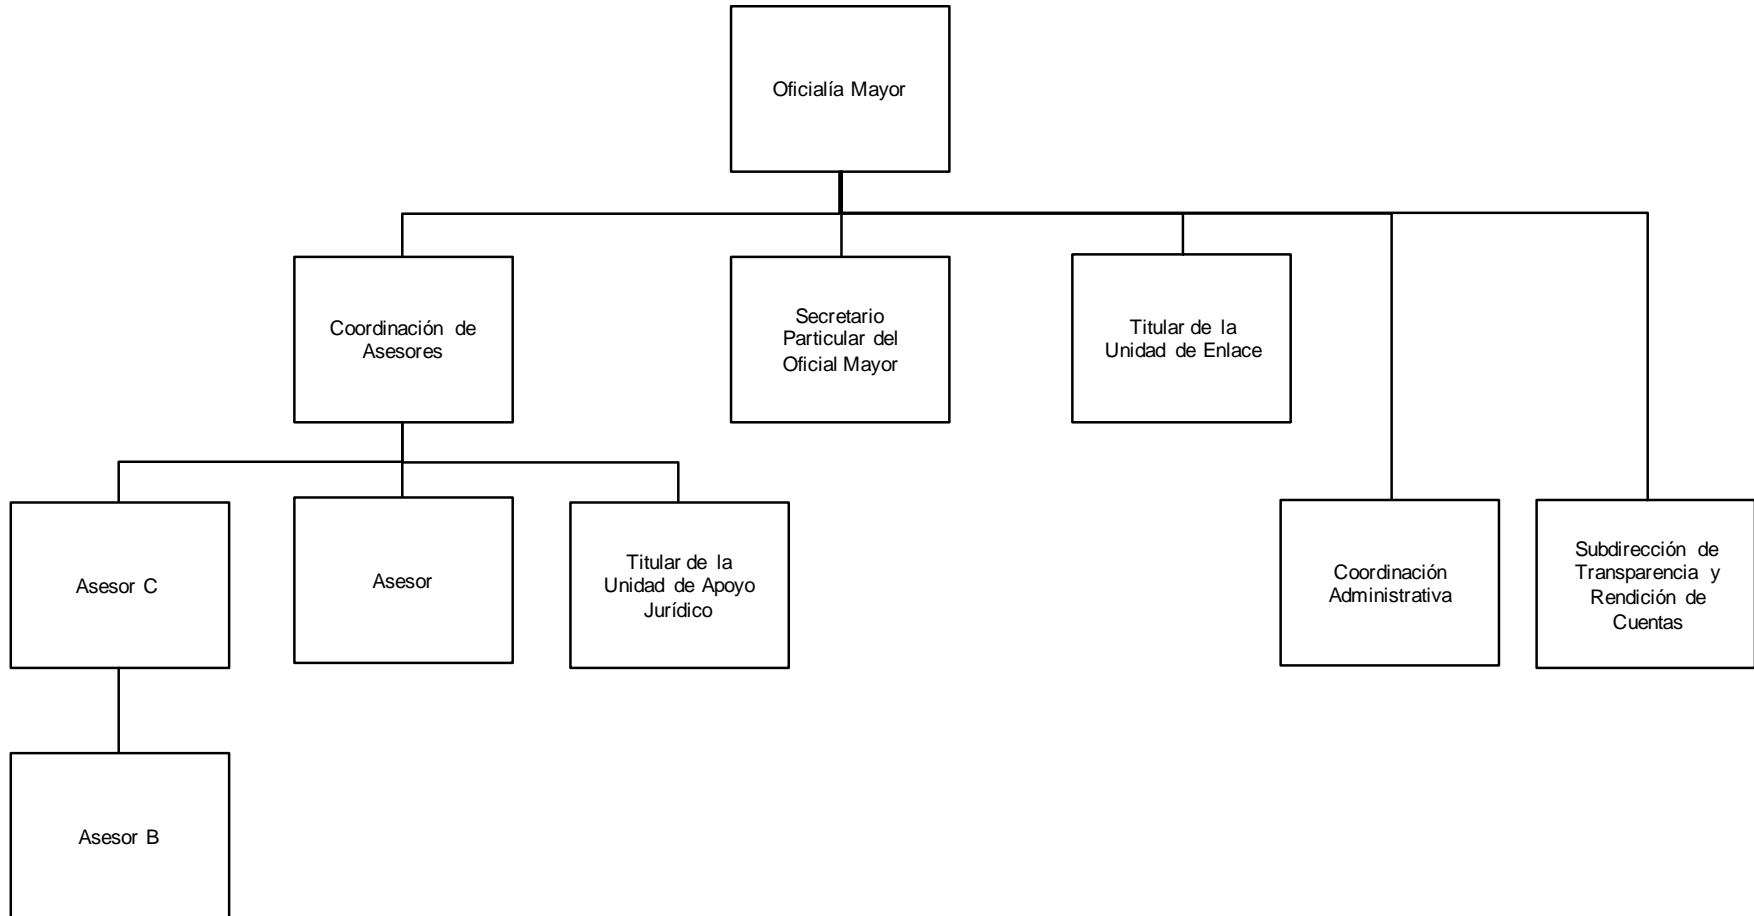 Oficialía Mayor
Coordinación de
Asesores
Secretario
Particular del
Oficial Mayor
Titular de la
Unidad de Enlace
Asesor C
Asesor
Titular de la
Unidad de Apoyo
Jurídico
Coordinación
Administrativa
Subdirección de
Transparencia y
Rendición de
Cuentas
Asesor B